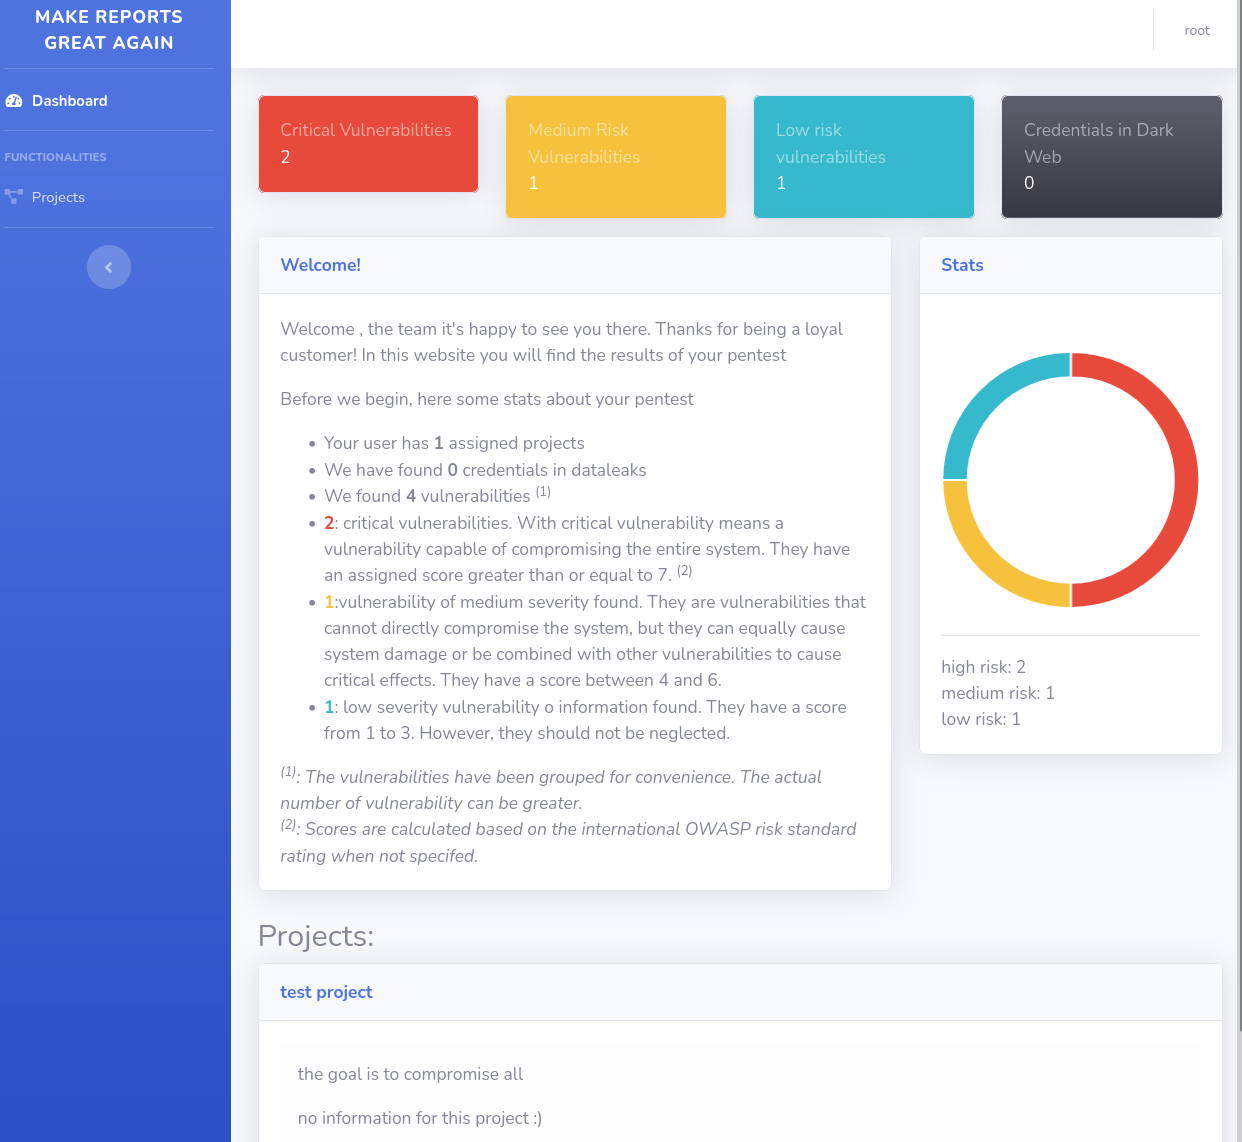 MAKE REPORTS
GREAT AGAIN
root
Dashboard
FUNCTIONALITIES
Projects
Critical Vulnerabilities
2
Medium Risk
Vulnerabilities
1
Low risk
vulnerabilities
1
Credentials in Dark
Web
0
Welcome!
Welcome , the team it's happy to see you there. Thanks for being a loyal
customer! In this website you will find the results of your pentest
Before we begin, here some stats about your pentest
• Your user has 1 assigned projects
• We have found 0 credentials in dataleaks
• We found 4 vulnerabilities (1)
• 2: critical vulnerabilities. With critical vulnerability means a
vulnerability capable of compromising the entire system. They have
an assigned score greater than or equal to 7. (2)
• 1:vulnerability of medium severity found. They are vulnerabilities that
cannot directly compromise the system, but they can equally cause
system damage or be combined with other vulnerabilities to cause
critical effects. They have a score between 4 and 6.
• 1: low severity vulnerability o information found. They have a score
from 1 to 3. However, they should not be neglected.
(1): The vulnerabilities have been grouped for convenience. The actual
number of vulnerability can be greater.
(2): Scores are calculated based on the international OWASP risk standard
rating when not specifed.
Stats
high risk: 2
medium risk: 1
low risk: 1
Projects:
test project
the goal is to compromise all
no information for this project :)